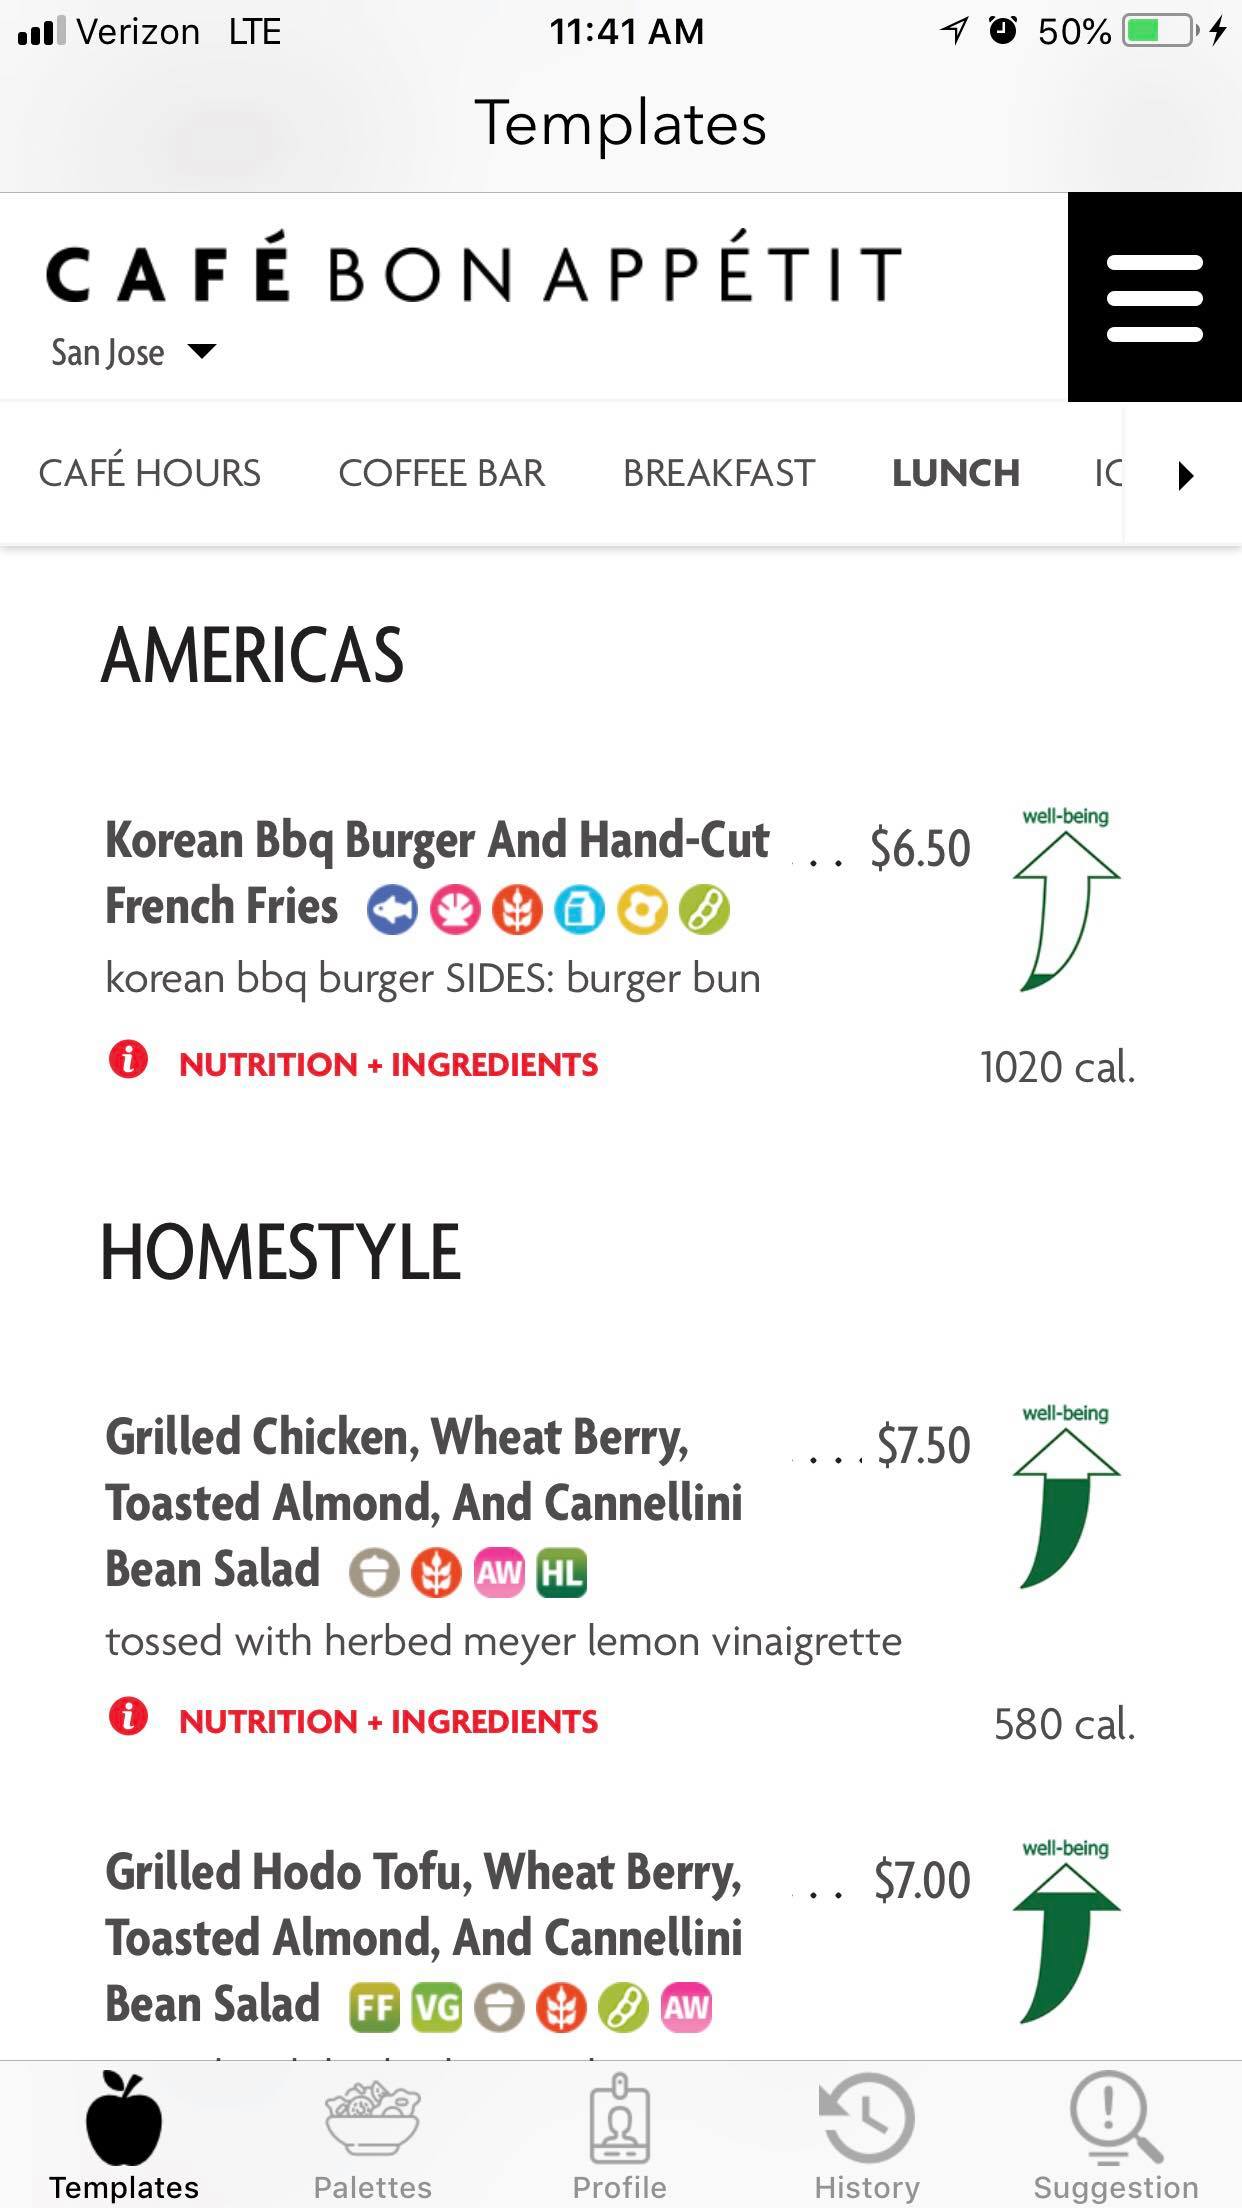 Verizon LTE 11:41 AM 50%
Templates
CAFÉ BON APPÉTIT
San Jose
CAFÉ HOURS COFFEE BAR BREAKFAST LUNCH IC
AMERICAS
well-being
Korean Bbq Burger And Hand-Cut . . . $6.50
French Fries
korean bbq burger SIDES: burger bun
i NUTRITION + INGREDIENTS 1020 cal.
HOMESTYLE
well-being
Grilled Chicken, Wheat Berry, . . . . $7.50
Toasted Almond, And Cannellini
Bean Salad AW HL
tossed with herbed meyer lemon vinaigrette
i NUTRITION + INGREDIENTS 580 cal.
well-being
Grilled Hodo Tofu, Wheat Berry, . . . $7.00
Toasted Almond, And Cannellini
Bean Salad FF VG AW
Templates Palettes Profile History Suggestion